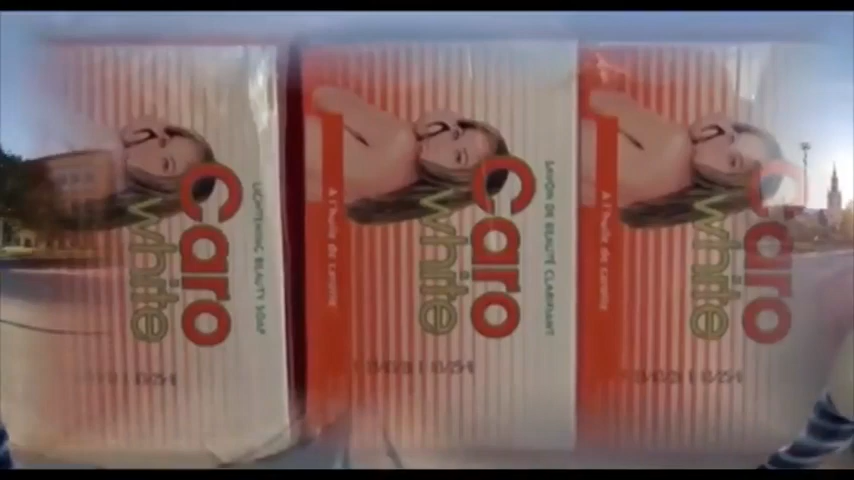 Caro
white
LIGHTENING BEAUTY SOAP
Caro
white
SAVON DE BEAUTÉ CLARIFIANT
À l'huile de carotte
Caro
white
À l'huile de carotte